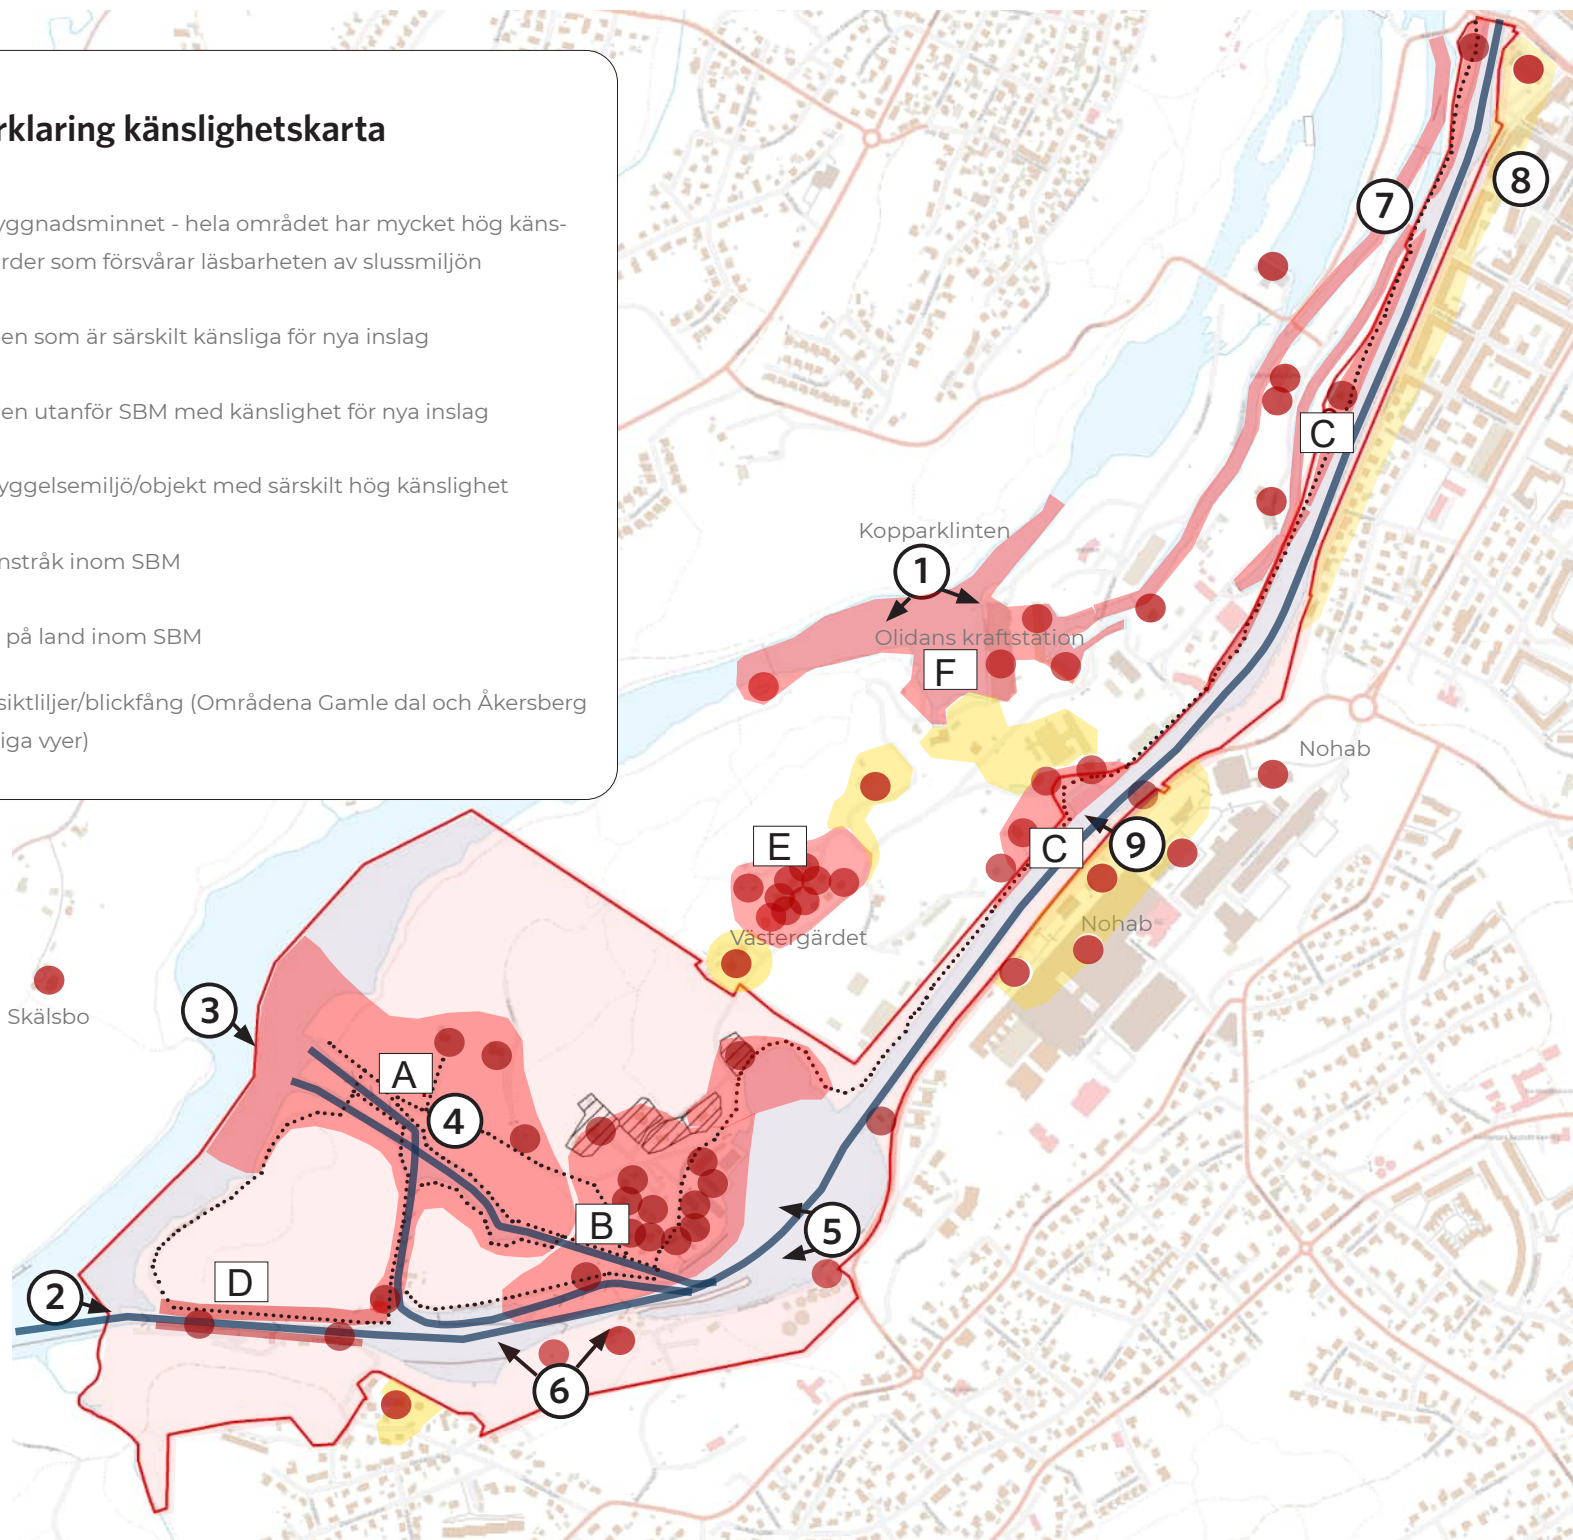 rklaring känslighetskarta
yggnadsminnet - hela området har mycket hög käns-
rder som försvårar läsbarheten av slussmiljön
en som är särskilt känsliga för nya inslag
en utanför SBM med känslighet för nya inslag
yggelsemiljö/objekt med särskilt hög känslighet
nstråk inom SBM
på land inom SBM
siktliljer/blickfång (Områdena Gamle dal och Åkersberg
iga vyer)
8
7
C
Kopparklinten
1
Olidans kraftstation
F
Nohab
E
C
9
Nohab
Västergärdet
Skälsbo
3
A
4
B
5
D
2
6